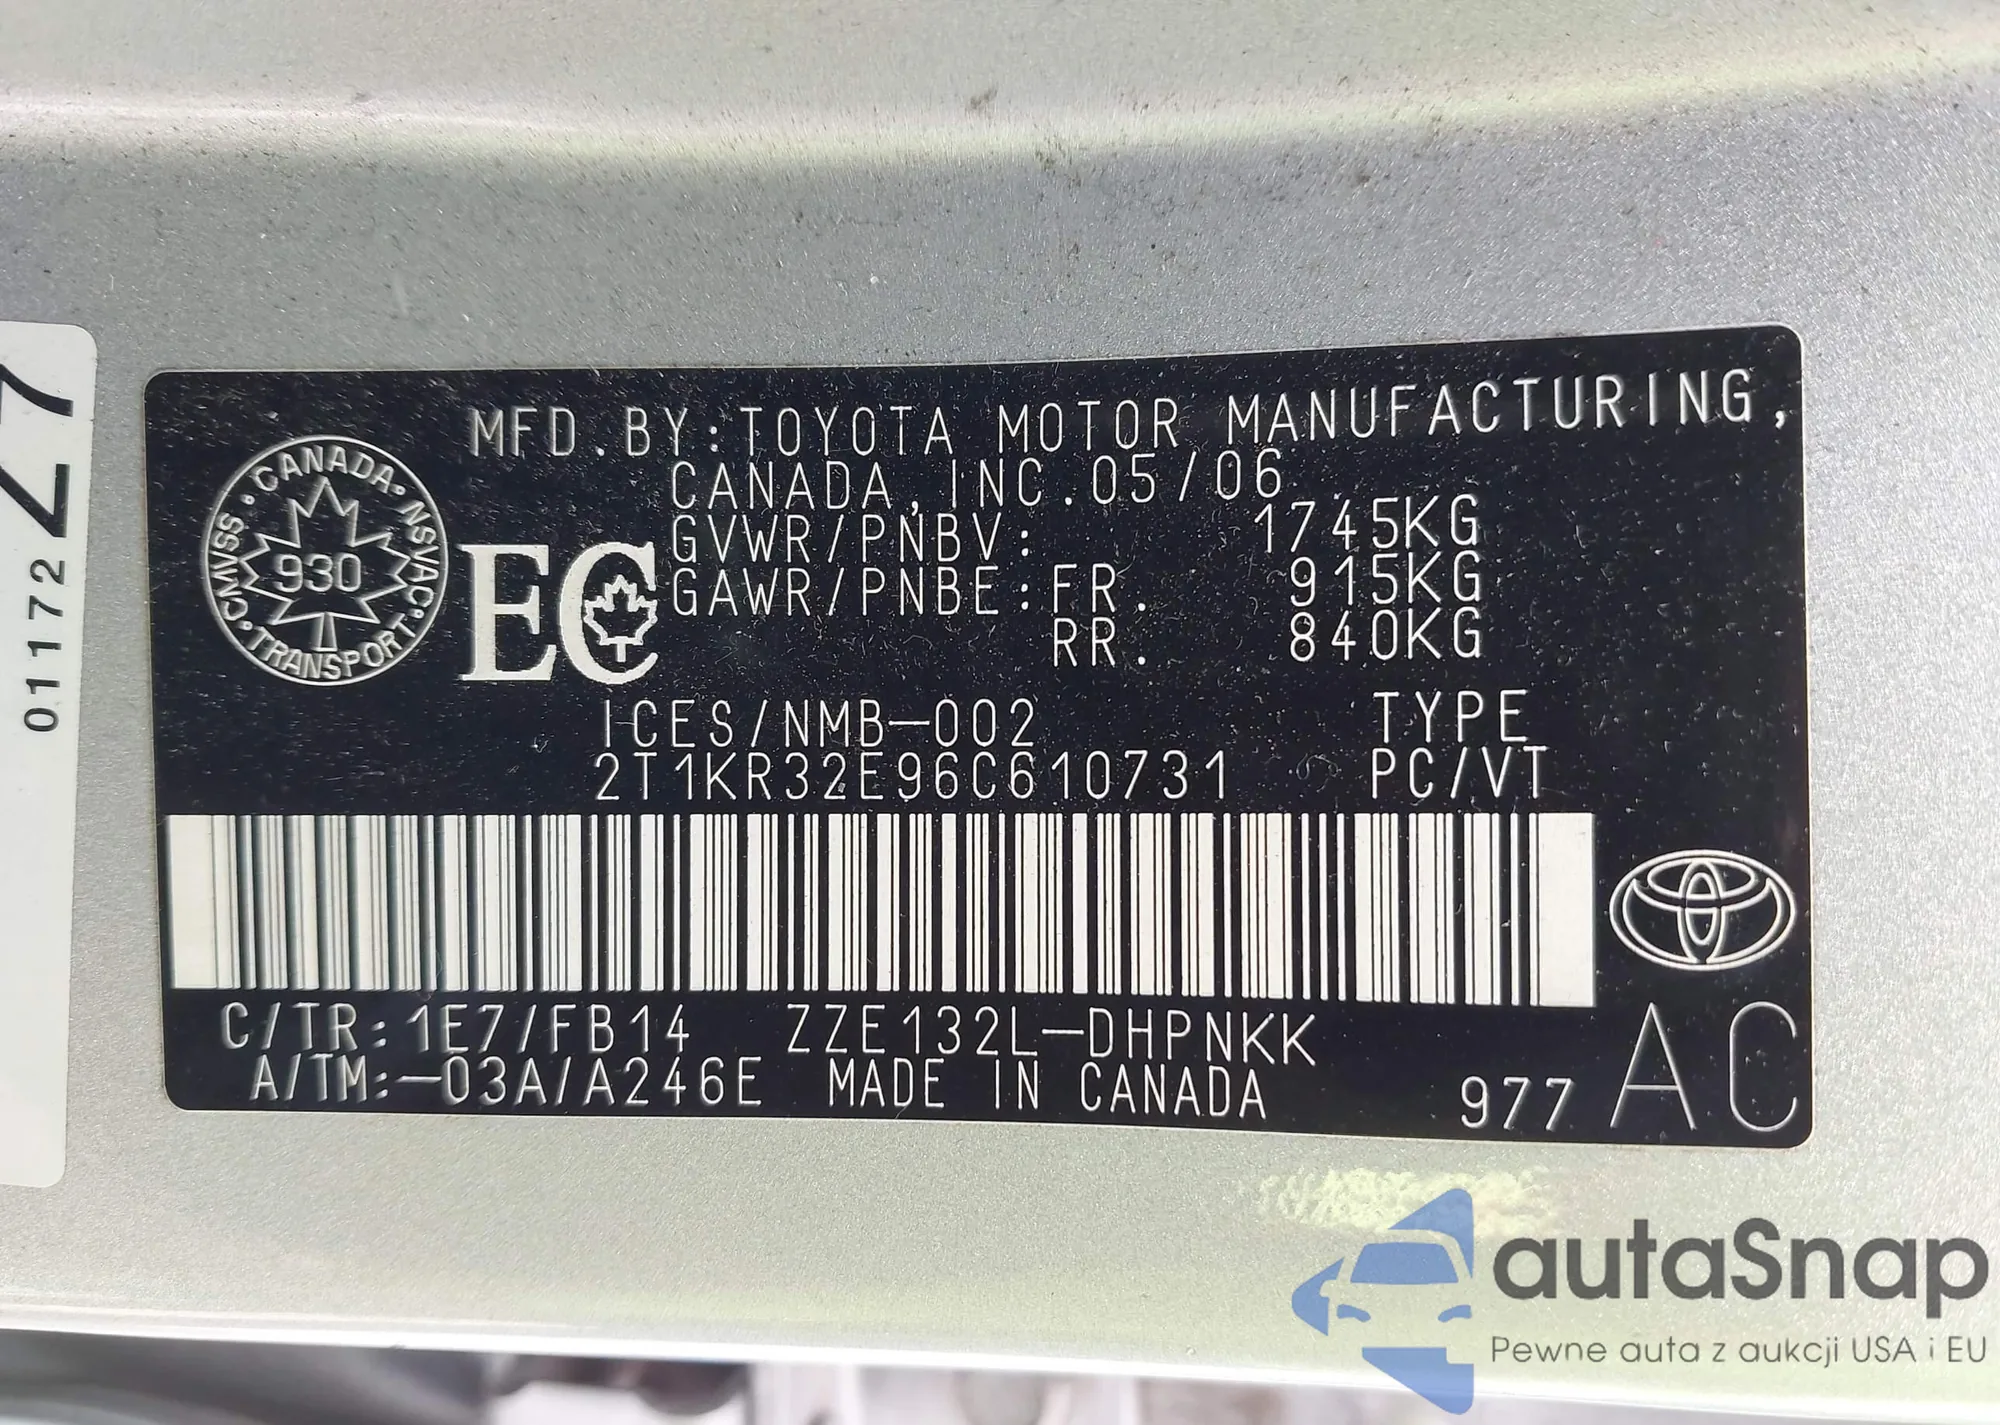 Z7
01172
MFD.BY:TOYOTA MOTOR MANUFACTURING,
CANADA,INC.05/06
GVWR/PNBV: 1745KG
GAWR/PNBE:FR. 915KG
RR. 840KG
CANADA·NSVAC·TRANSPORT·CMVSS·
930
EC
ICES/NMB-002 TYPE
2T1KR32E96C610731 PC/VT
C/TR:1E7/FB14 ZZE132L-DHPNKK
A/TM:-03A/A246E MADE IN CANADA
977 AC
autaSnap
Pewne auta z aukcji USA i EU